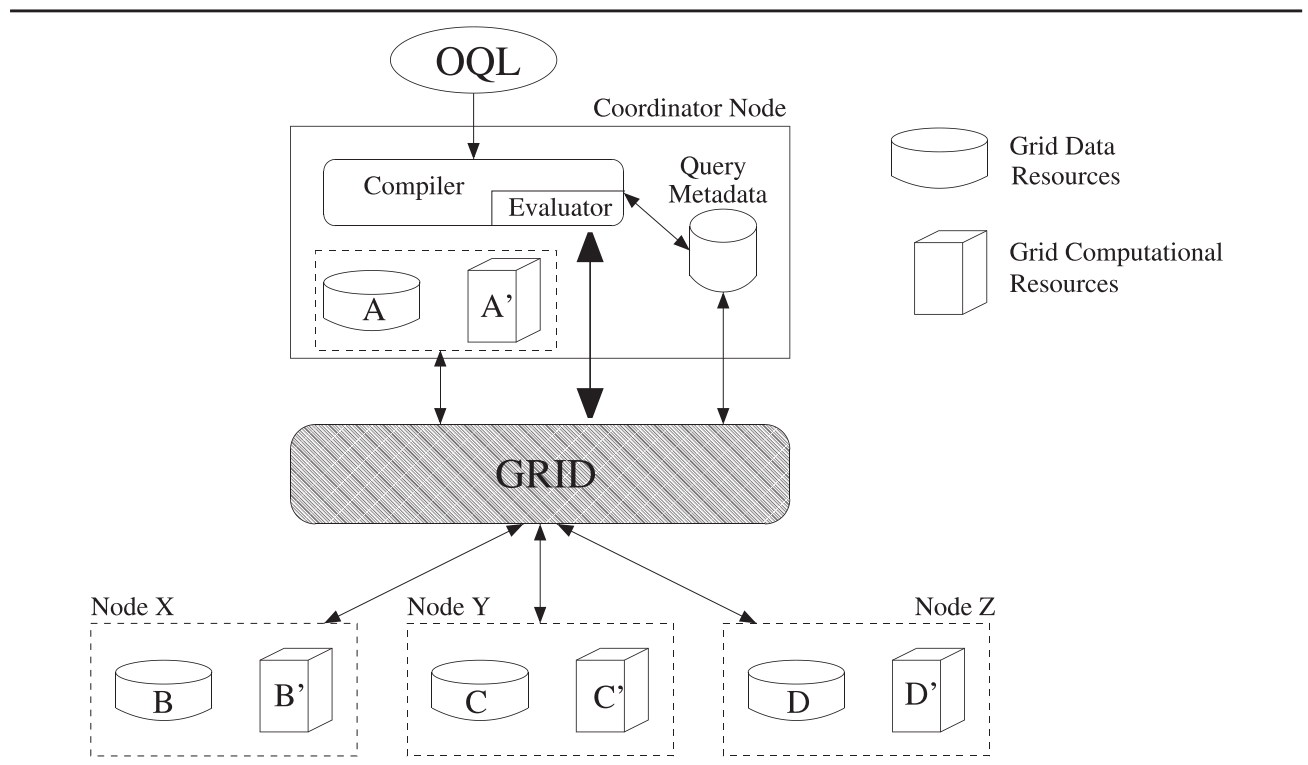 OQL
Coordinator Node
Compiler
Evaluator
Query
Metadata
A
A'
Grid Data
Resources
Grid Computational
Resources
GRID
Node X
B
B'
Node Y
C
C'
Node Z
D
D'